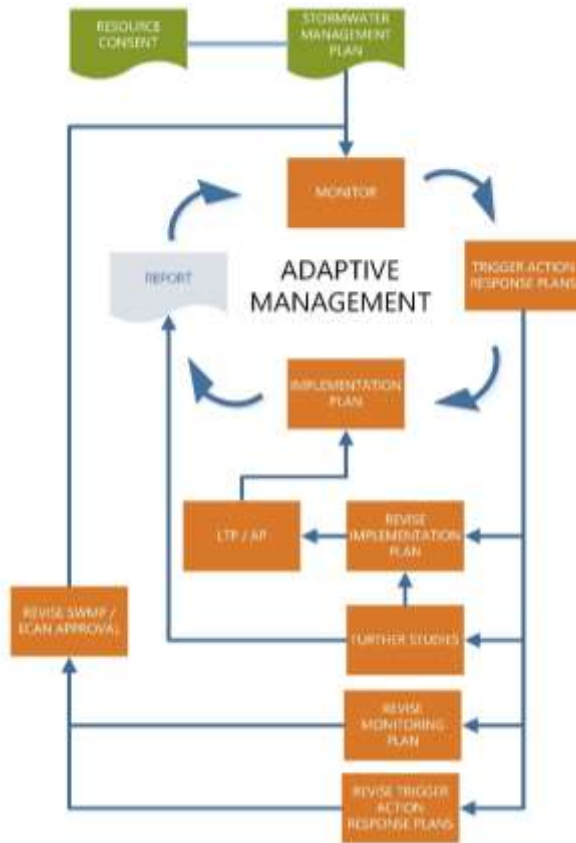 RESOURCE
CONSENT
STORMWATER
MANAGEMENT
PLAN
MONITOR
TRIGGER ACTION
RESPONSE PLANS
REPORT
ADAPTIVE
MANAGEMENT
IMPLEMENTATION
PLAN
LTP / AP
REVISE
IMPLEMENTATION
PLAN
REVISE SWMP /
ECAN APPROVAL
FURTHER STUDIES
REVISE
MONITORING
PLAN
REVISE TRIGGER
ACTION
RESPONSE PLANS